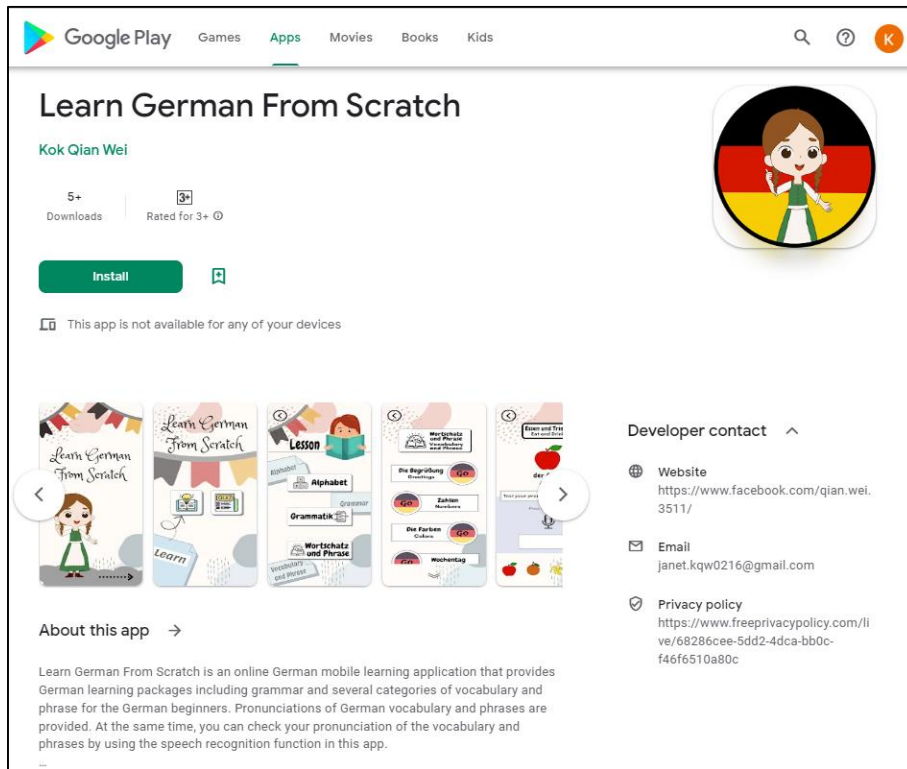 Google Play Games Apps Movies Books Kids K
Learn German From Scratch
Kok Qian Wei
5+ 3+
Downloads Rated for 3+
Install
This app is not available for any of your devices
Learn German
From Scratch
Learn German
From Scratch
Learn
Lesson
Alphabet
Alphabet
Grammar
Grammatik
Wortschatz
und Phrase
Vocabulary
and Phrase
Wortschatz
und Phrase
Vocabulary
and Phrase
Die Begrüßung
Greetings
Go
Go
Zahlen
Numbers
Die Farben
Colors
Go
Go
Wochentag
Essen und Trin
Eat and Drin
Developer contact
Website
https://www.facebook.com/qian.wei.
3511/
Email
janet.kqw0216@gmail.com
Privacy policy
https://www.freeprivacypolicy.com/li
ve/68286cee-5dd2-4dca-bb0c-
f46f6510a80c
About this app
Learn German From Scratch is an online German mobile learning application that provides
German learning packages including grammar and several categories of vocabulary and
phrase for the German beginners. Pronunciations of German vocabulary and phrases are
provided. At the same time, you can check your pronunciation of the vocabulary and
phrases by using the speech recognition function in this app.
...